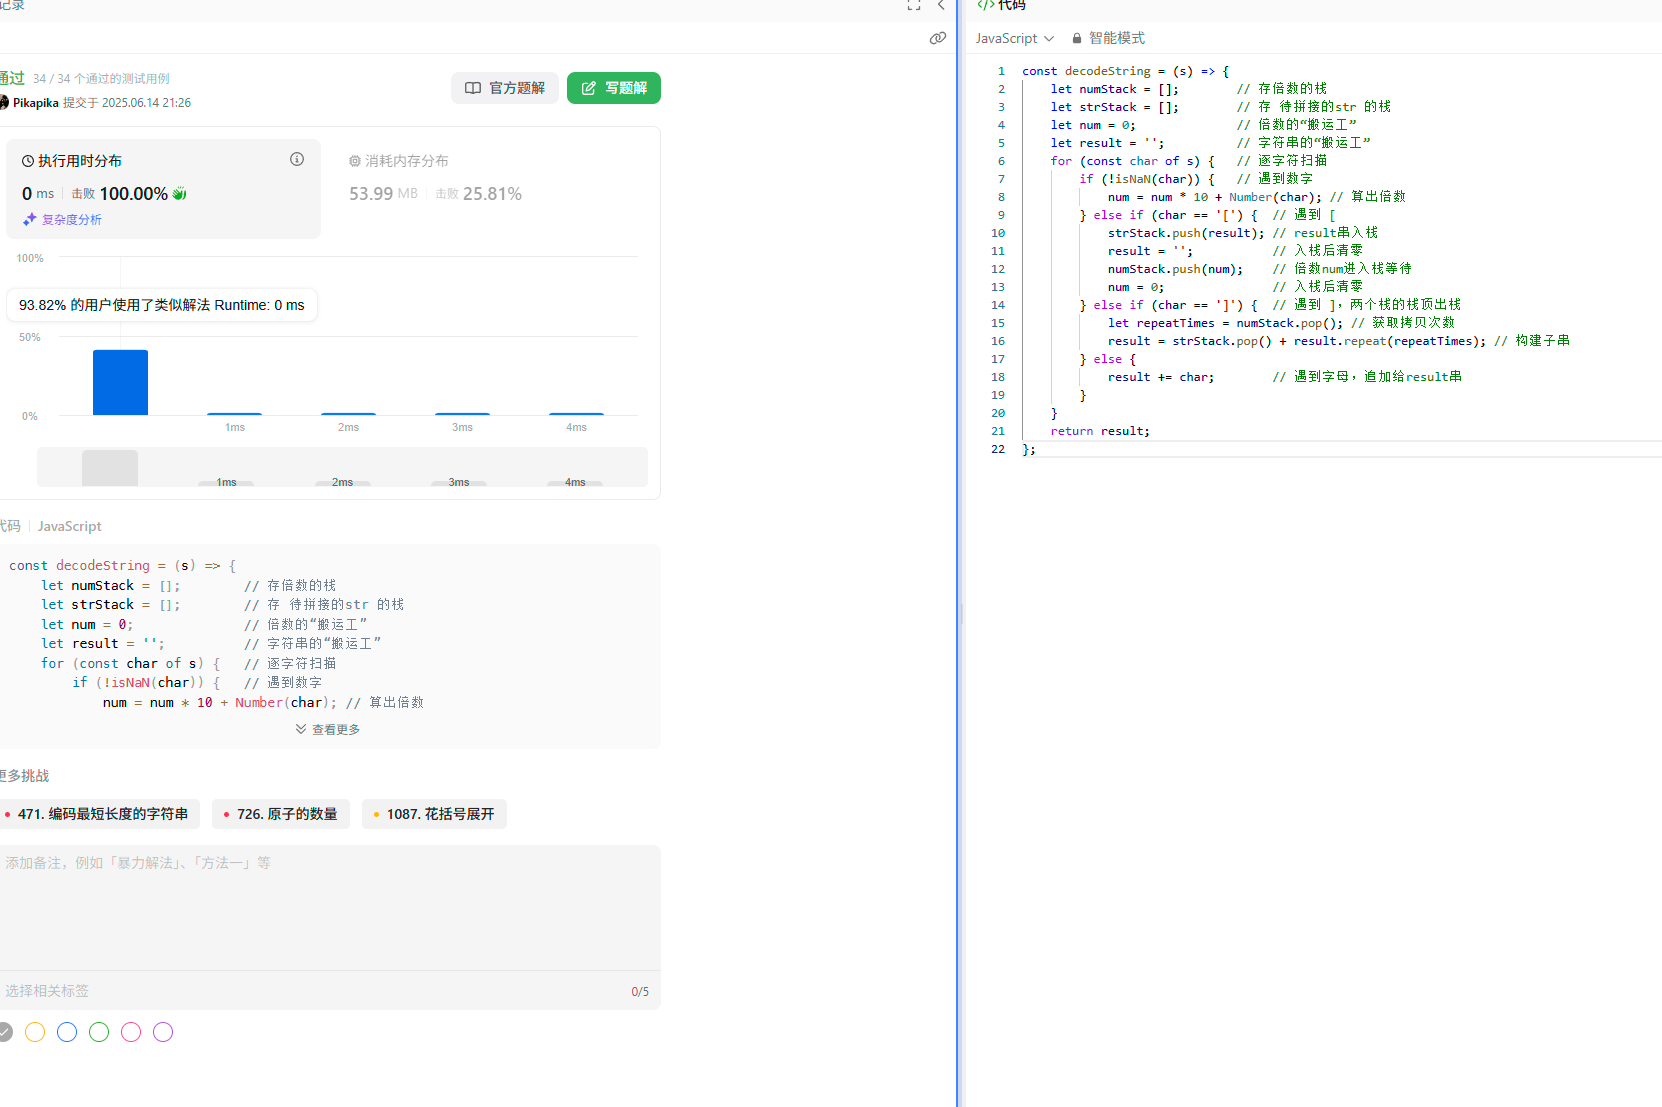 记录
通过 34 / 34 个通过的测试用例
Pikapika 提交于 2025.06.14 21:26
官方题解
写题解
执行用时分布
0 ms 击败 100.00%
复杂度分析
消耗内存分布
53.99 MB 击败 25.81%
100%
93.82% 的用户使用了类似解法 Runtime: 0 ms
50%
0%
1ms 2ms 3ms 4ms
1ms 2ms 3ms 4ms
代码 JavaScript
const decodeString = (s) => {
    let numStack = [];        // 存倍数的栈
    let strStack = [];        // 存 待拼接的str 的栈
    let num = 0;              // 倍数的“搬运工”
    let result = '';          // 字符串的“搬运工”
    for (const char of s) {   // 逐字符扫描
        if (!isNaN(char)) {   // 遇到数字
            num = num * 10 + Number(char); // 算出倍数
查看更多
更多挑战
471. 编码最短长度的字符串
726. 原子的数量
1087. 花括号展开
添加备注，例如「暴力解法」、「方法一」等
选择相关标签 0/5
</> 代码
JavaScript 智能模式
1 const decodeString = (s) => {
2     let numStack = [];        // 存倍数的栈
3     let strStack = [];        // 存 待拼接的str 的栈
4     let num = 0;              // 倍数的“搬运工”
5     let result = '';          // 字符串的“搬运工”
6     for (const char of s) {   // 逐字符扫描
7         if (!isNaN(char)) {   // 遇到数字
8             num = num * 10 + Number(char); // 算出倍数
9         } else if (char == '[') {  // 遇到 [
10             strStack.push(result); // result串入栈
11             result = '';           // 入栈后清零
12             numStack.push(num);    // 倍数num进入栈等待
13             num = 0;               // 入栈后清零
14         } else if (char == ']') {  // 遇到 ]，两个栈的栈顶出栈
15             let repeatTimes = numStack.pop(); // 获取拷贝次数
16             result = strStack.pop() + result.repeat(repeatTimes); // 构建子串
17         } else {
18             result += char;        // 遇到字母，追加给result串
19         }
20     }
21     return result;
22 };